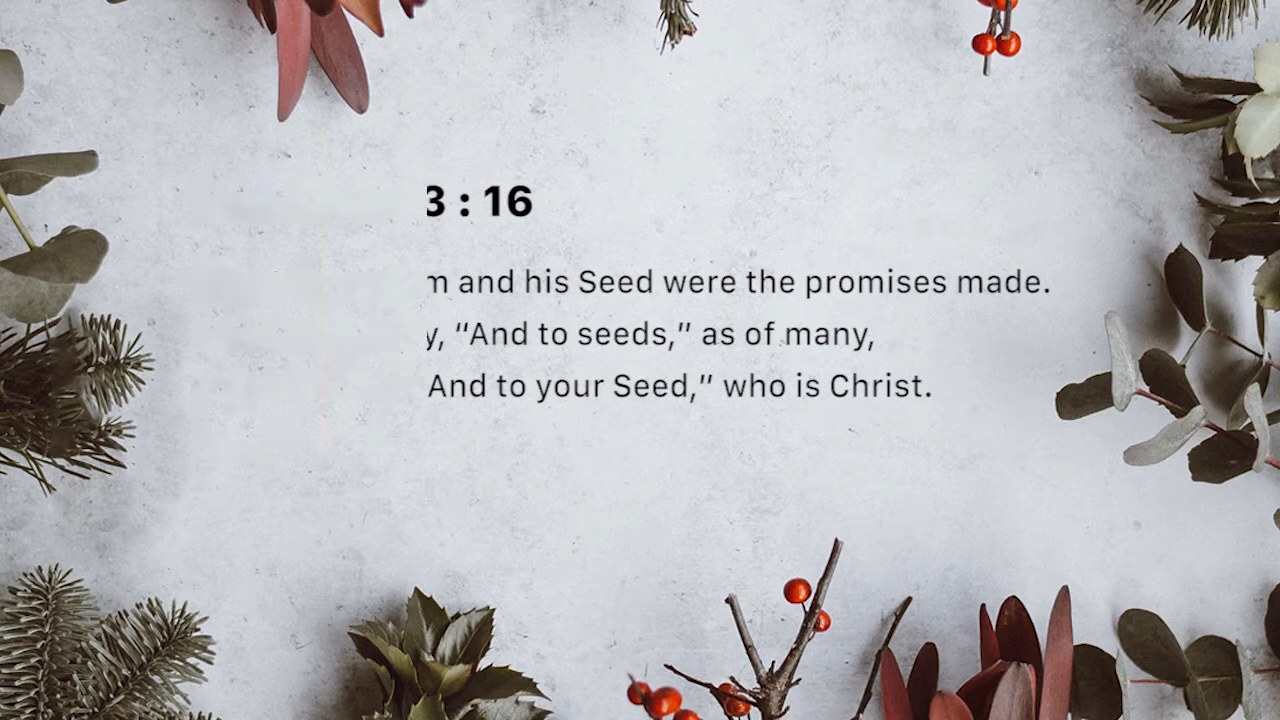 3 : 16
and his Seed were the promises made.
"And to seeds," as of many,
And to your Seed," who is Christ.